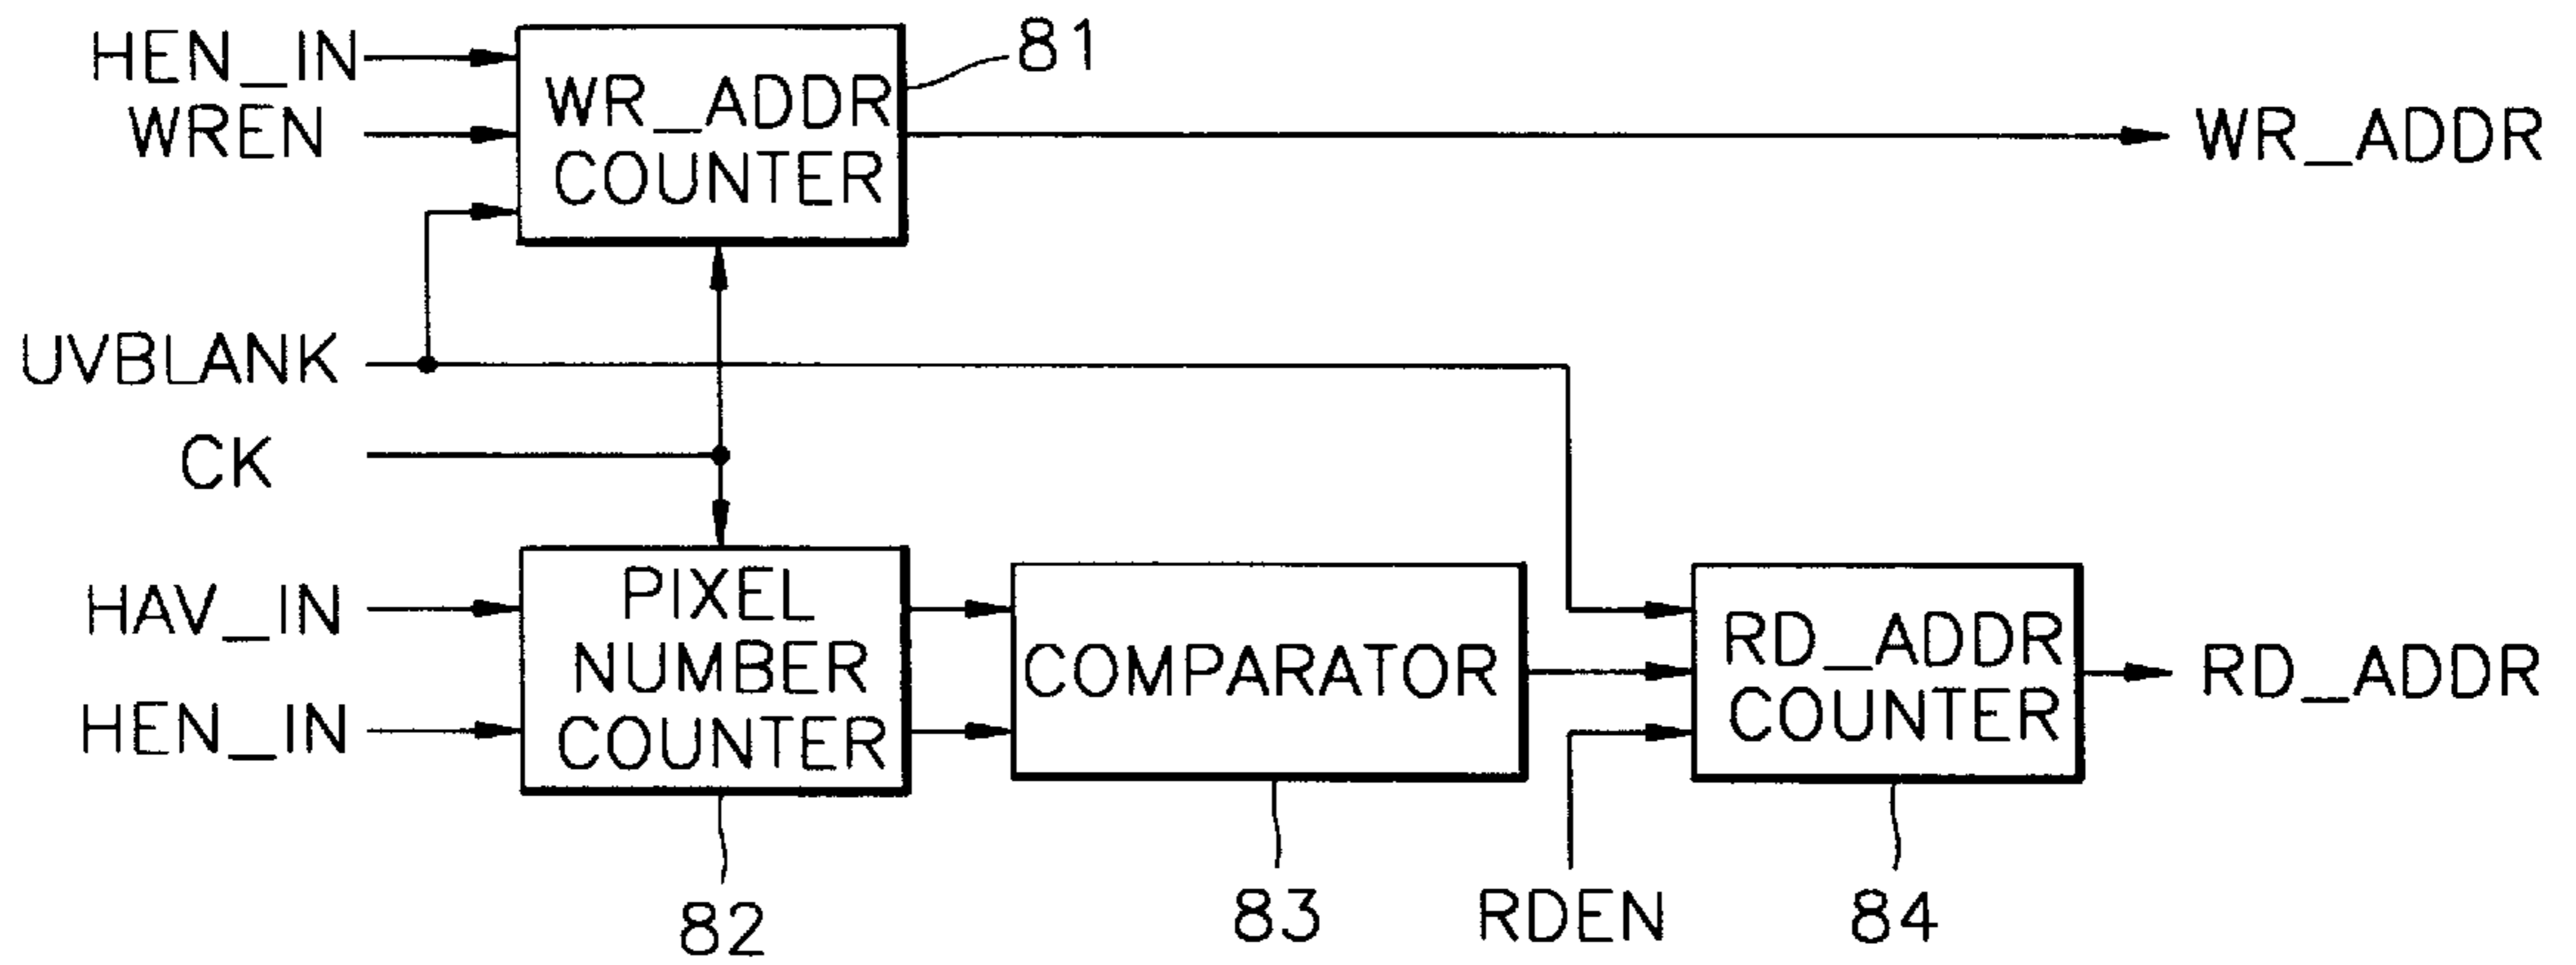 HEN_IN
WREN
WR_ADDR
COUNTER
81
WR_ADDR
UVBLANK
CK
HAV_IN
HEN_IN
PIXEL
NUMBER
COUNTER
COMPARATOR
RD_ADDR
COUNTER
RD_ADDR
82
83
RDEN
84